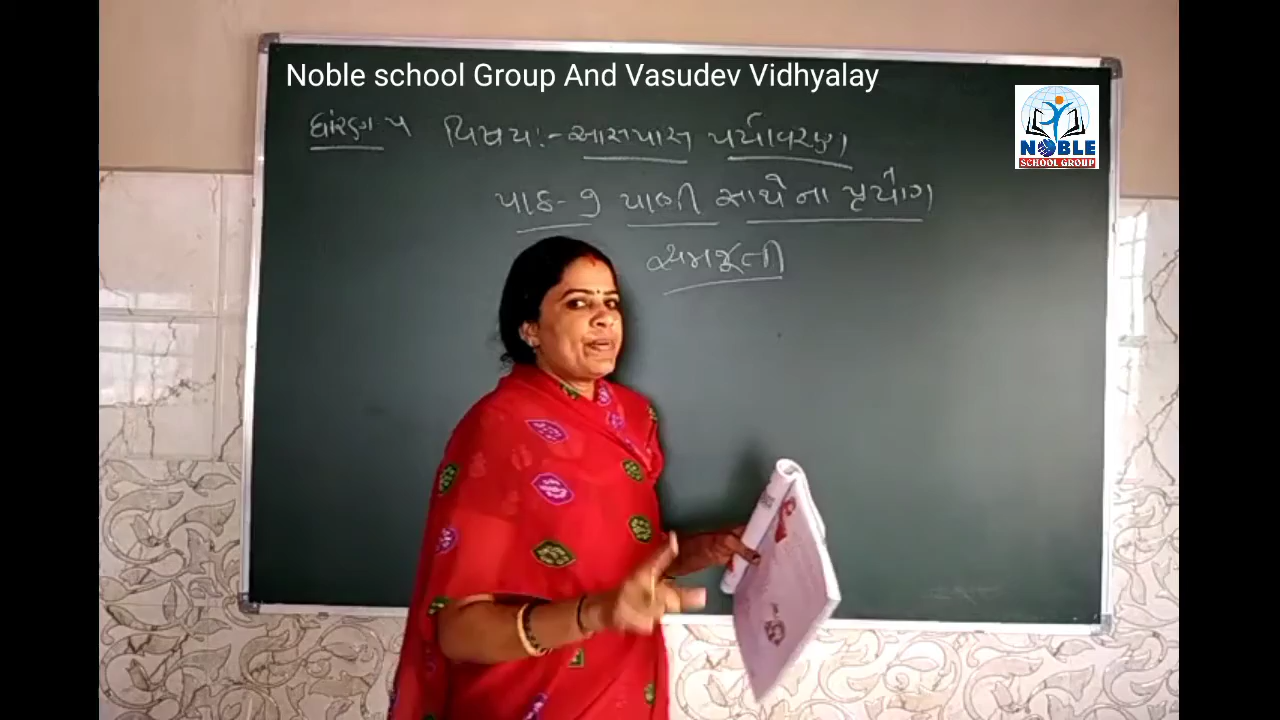 Noble school Group And Vasudev Vidhyalay
ધોરણ ૫ વિષય:- આસપાસ પર્યાવરણ
NOBLE
SCHOOL GROUP
પાઠ - ૭ પાણી સાથે ના પ્રયોગ
સમજૂતી